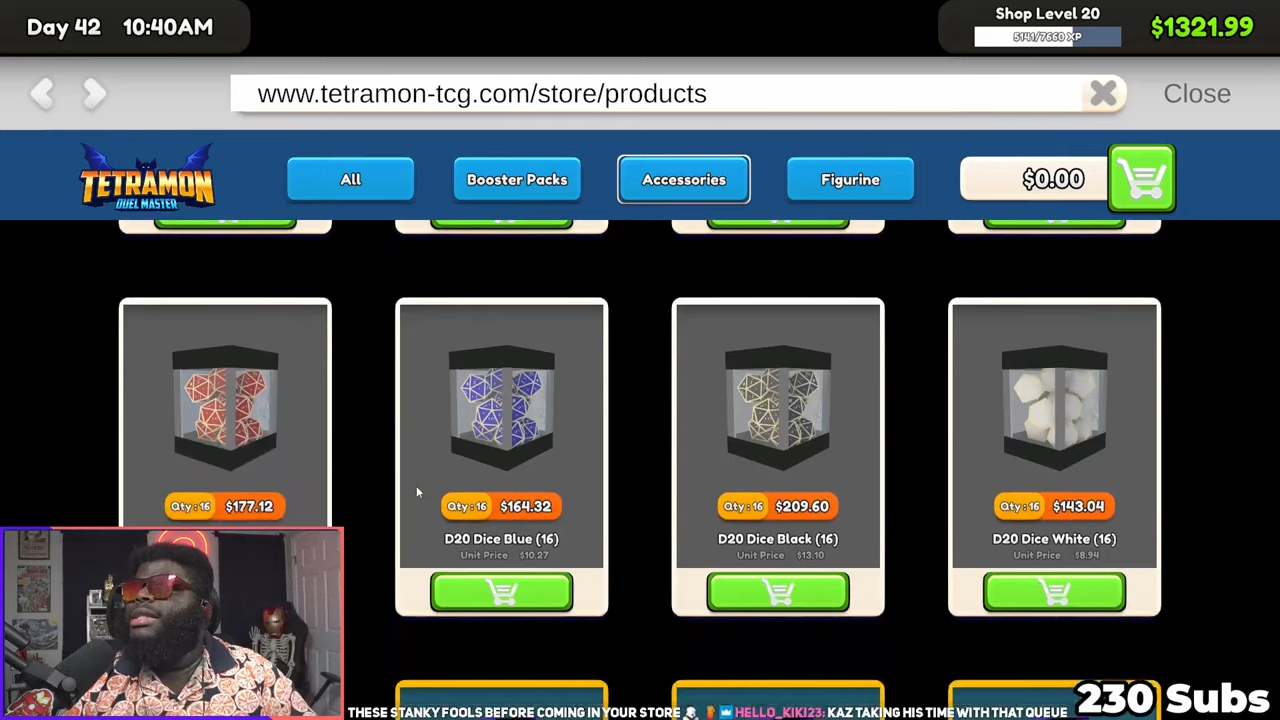 Day 42 10:40AM
Shop Level 20
5141/7660 XP
$1321.99
www.tetramon-tcg.com/store/products
Close
TETRAMON
DUEL MASTER
All
Booster Packs
Accessories
Figurine
$0.00
Qty : 16 $177.12
Qty : 16 $164.32
Qty : 16 $209.60
Qty : 16 $143.04
D20 Dice Blue (16)
Unit Price $10.27
D20 Dice Black (16)
Unit Price $13.10
D20 Dice White (16)
Unit Price $8.94
230 Subs
THESE STANKY FOOLS BEFORE COMING IN YOUR STORE HELLO_KIKI23: KAZ TAKING HIS TIME WITH THAT QUEUE